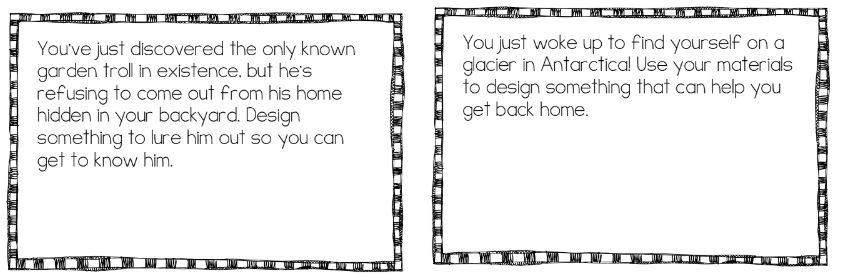 You've just discovered the only known
garden troll in existence, but he's
refusing to come out from his home
hidden in your backyard. Design
something to lure him out so you can
get to know him.
You just woke up to find yourself on a
glacier in Antarctica! Use your materials
to design something that can help you
get back home.